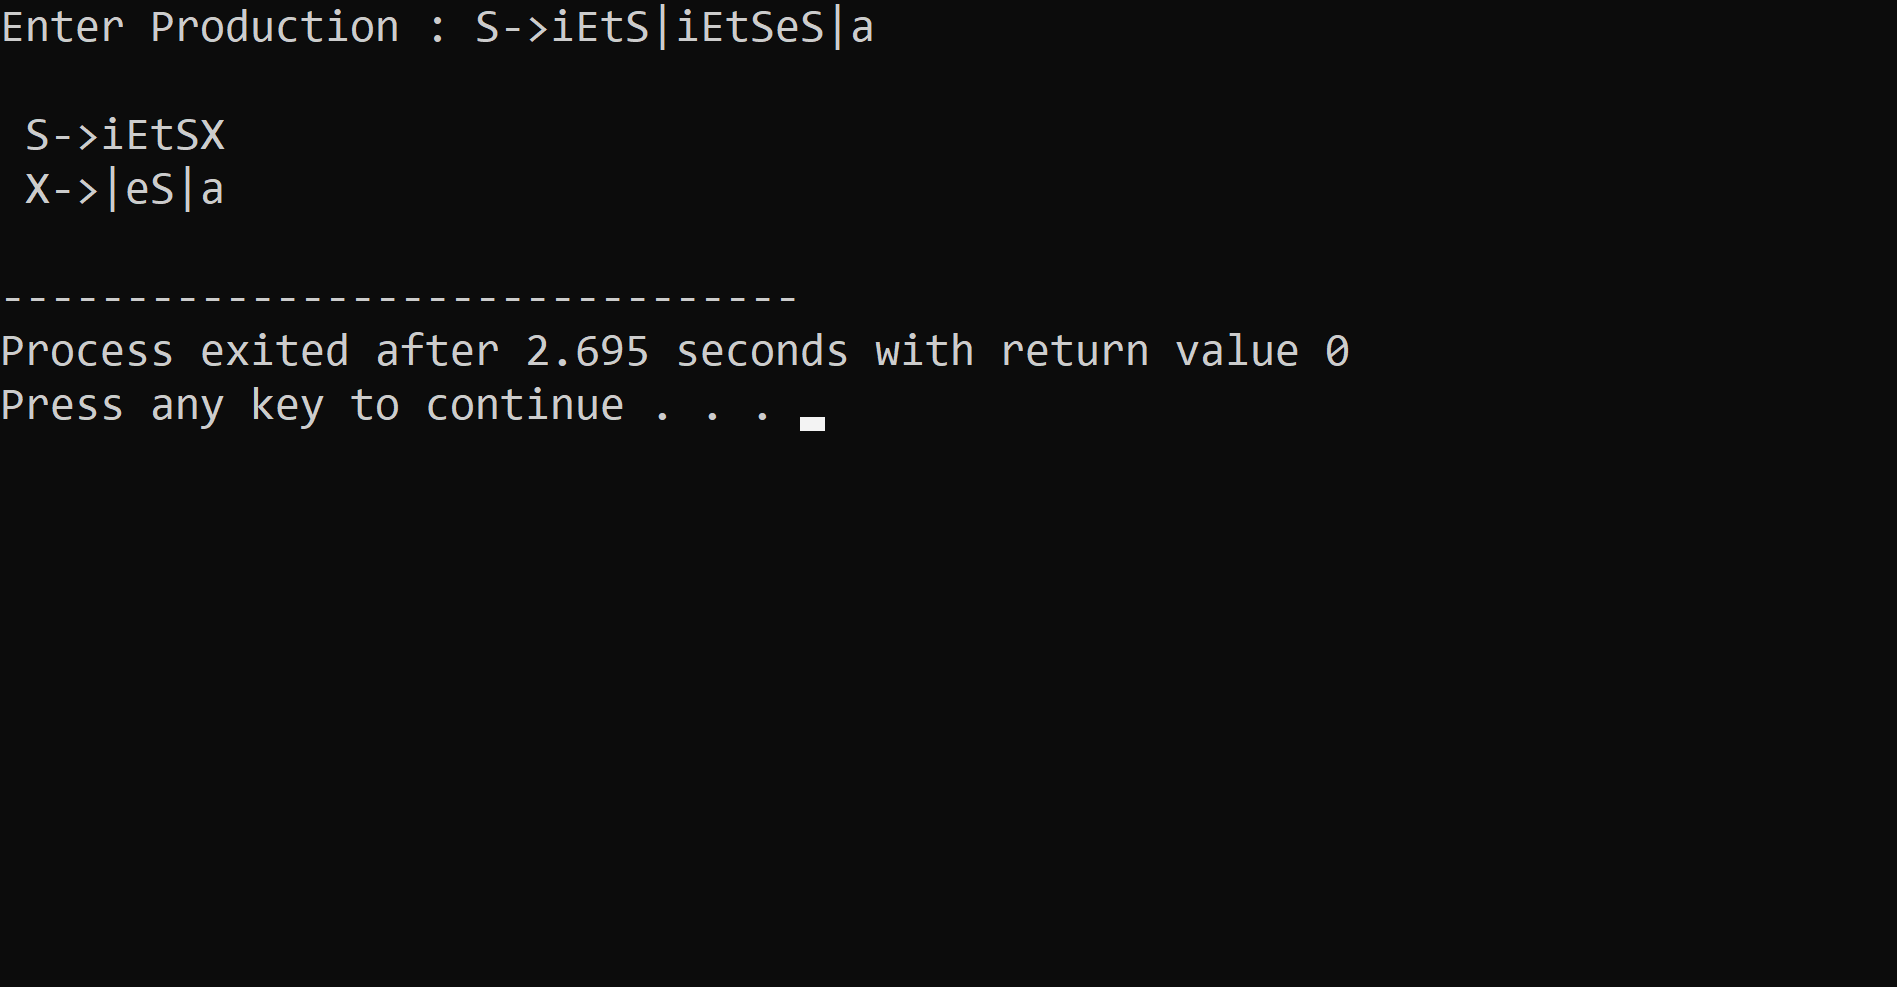 Enter Production : S->iEtS|iEtSeS|a
S->iEtSX
X->|eS|a
--------------------------------
Process exited after 2.695 seconds with return value 0
Press any key to continue . . .